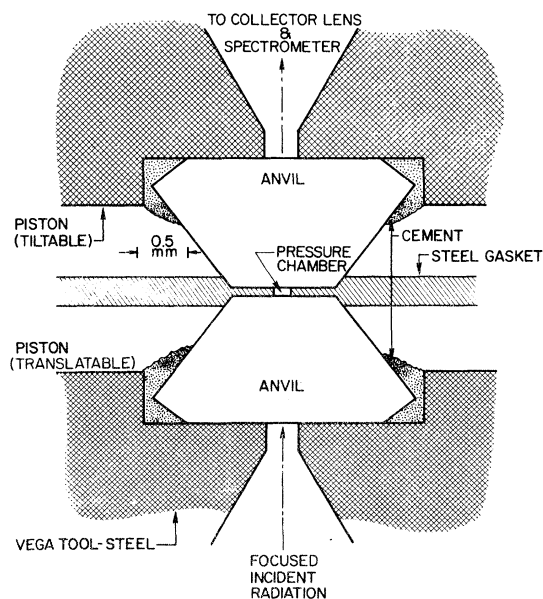 TO COLLECTOR LENS
&
SPECTROMETER
ANVIL
PISTON
(TILTABLE)
0.5
mm
PRESSURE
CHAMBER
CEMENT
STEEL GASKET
PISTON
(TRANSLATABLE)
ANVIL
VEGA TOOL-STEEL
FOCUSED
INCIDENT
RADIATION